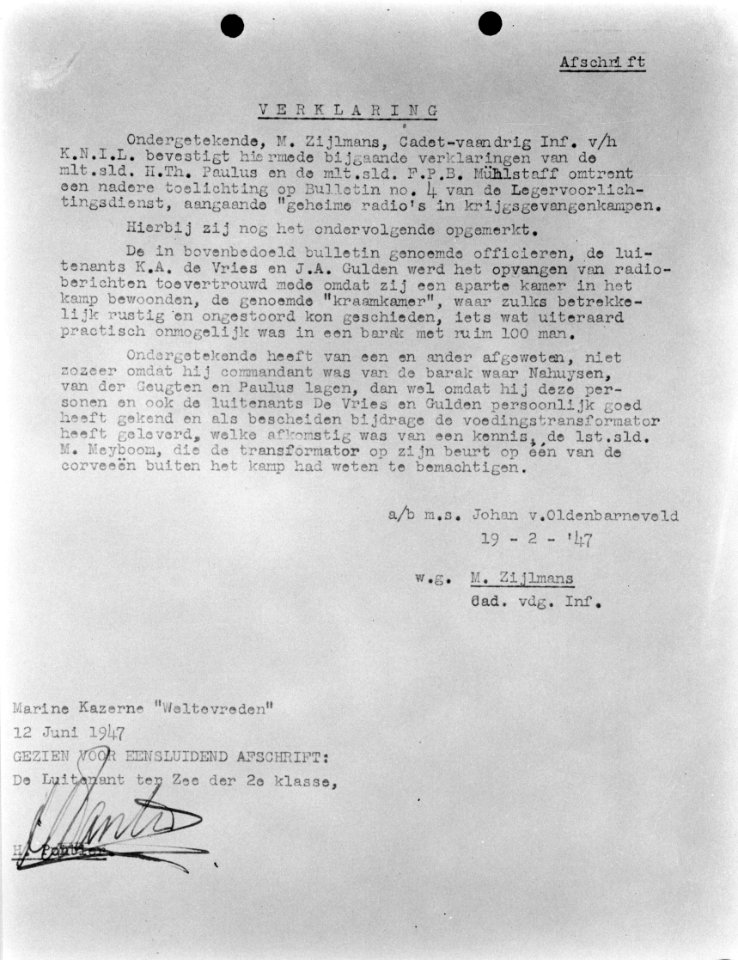 Afschrift
VERKLARING
Ondergetekende, M. Zijlmans, Cadet-vaandrig Inf. v/h
K.N.I.L. bevestigt hiermede bijgaande verklaringen van de
mlt.sld. H.Th. Paulus en de mlt.sld. F.P.B. Mühlstaff omtrent
een nadere toelichting op Bulletin no. 4 van de Legervoorlich-
tingsdienst, aangaande "geheime radio's in krijgsgevangenkampen.
Hierbij zij nog het ondervolgende opgemerkt.
De in bovenbedoeld bulletin genoemde officieren, de lui-
tenants K.A. de Vries en J.A. Gulden werd het opvangen van radio-
berichten toevertrouwd mede omdat zij een aparte kamer in het
kamp bewoonden, de genoemde "kraamkamer", waar zulks betrekke-
lijk rustig en ongestoord kon geschieden, iets wat uiteraard
practisch onmogelijk was in een barak met ruim 100 man.
Ondergetekende heeft van een en ander afgeweten, niet
zozeer omdat hij commandant was van de barak waar Nahuysen,
van der Geugten en Paulus lagen, dan wel omdat hij deze per-
sonen en ook de luitenants De Vries en Gulden persoonlijk goed
heeft gekend en als bescheiden bijdrage de voedingstransformator
heeft geleverd, welke afkomstig was van een kennis, de lst.sld.
M. Meyboom, die de transformator op zijn beurt op één van de
corveeën buiten het kamp had weten te bemachtigen.
a/b m.s. Johan v.Oldenbarneveld
19 - 2 - '47
w.g. M. Zijlmans
Cad. vdg. Inf.
Marine Kazerne "Weltevreden"
12 Juni 1947
GEZIEN VOOR EENSLUIDEND AFSCHRIFT:
De Luitenant ter Zee der 2e klasse,
H.